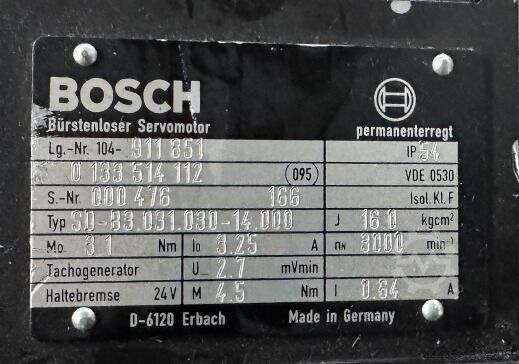 BOSCH
Bürstenloser Servomotor permanenterregt
Lg.-Nr. 104- 911 851 IP 54
0 133 514 112 (095) VDE 0530
S.-Nr. 000 476 166 Isol. Kl. F
Typ SD-B3.031.030-14.000 J 16.0 kgcm²
Mo 3.1 Nm Io 3.25 A nN 3000 min⁻¹
Tachogenerator U 2.7 mVmin
Haltebremse 24V M 4.5 Nm I 0.64 A
D-6120 Erbach Made in Germany